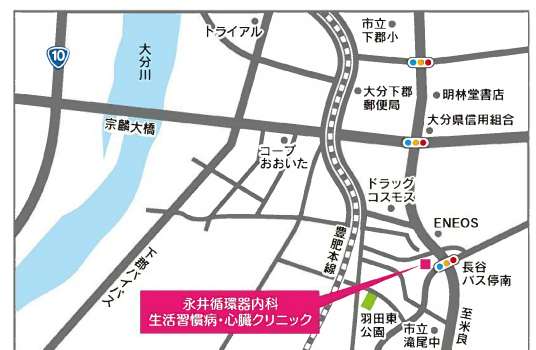 トライアル
市立
下郡小
10
大分川
大分下郡
郵便局
明林堂書店
大分県信用組合
宗麟大橋
コープ
おおいた
ドラッグ
コスモス
ENEOS
豊肥本線
下郡バイパス
長谷
バス停南
永井循環器内科
生活習慣病・心臓クリニック
羽田東
公園
市立
滝尾中
至米良